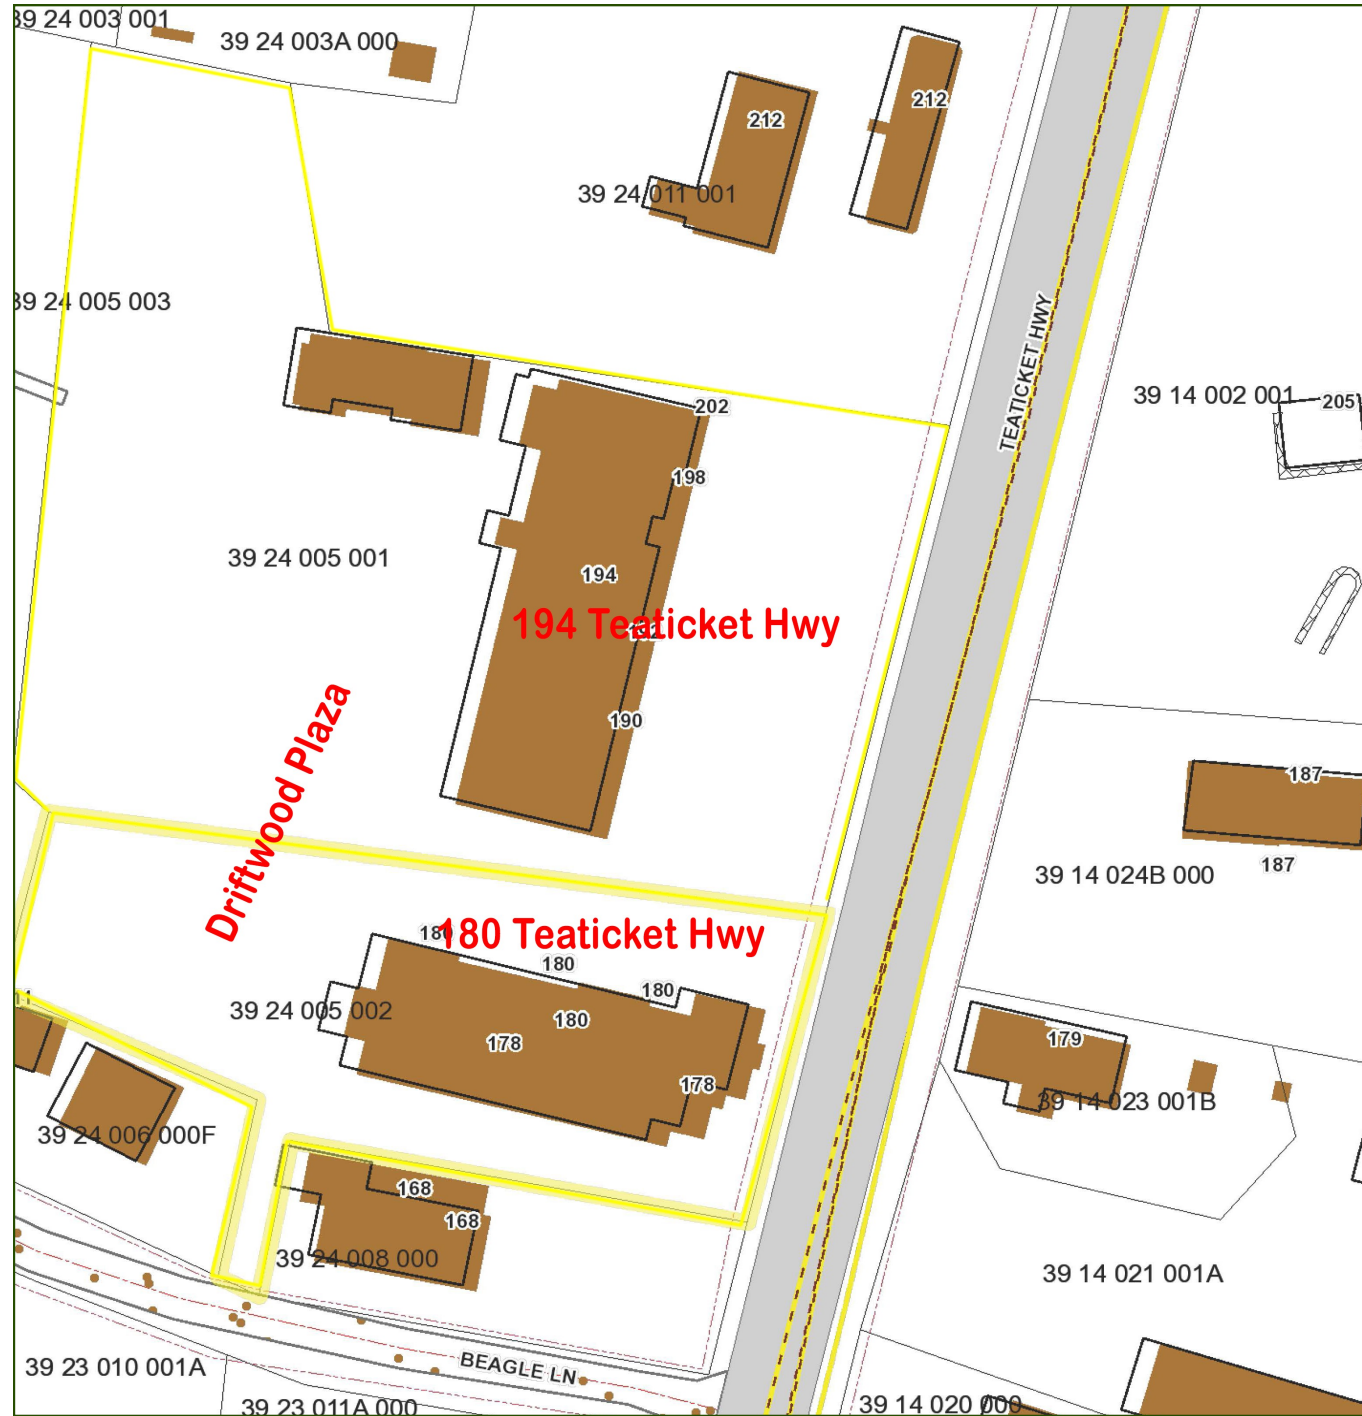 39 24 003 001
39 24 003A 000
212
212
39 24 011 001
39 24 005 003
TEATICKET HWY
39 14 002 001
205
202
198
39 24 005 001
194
194 Teaticket Hwy
190
Driftwood Plaza
187
187
39 14 024B 000
180 Teaticket Hwy
180
180
180
180
39 24 005 002
178
178
179
39 14 023 001B
39 24 006 000F
168
168
39 24 008 000
39 14 021 001A
BEAGLE LN
39 23 010 001A
39 23 011A 000
39 14 020 000